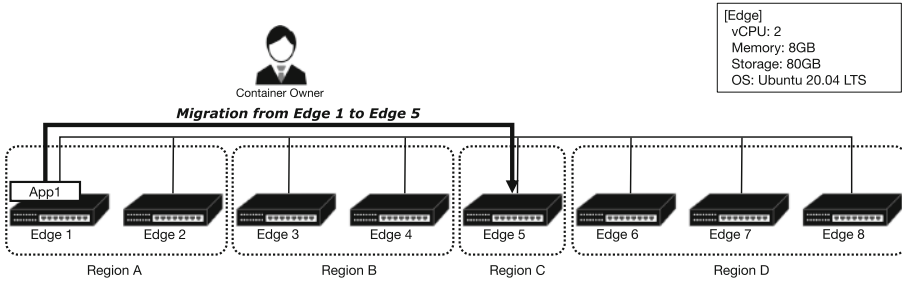 [Edge]
vCPU: 2
Memory: 8GB
Storage: 80GB
OS: Ubuntu 20.04 LTS
Container Owner
Migration from Edge 1 to Edge 5
App1
Edge 1
Edge 2
Edge 3
Edge 4
Edge 5
Edge 6
Edge 7
Edge 8
Region A
Region B
Region C
Region D